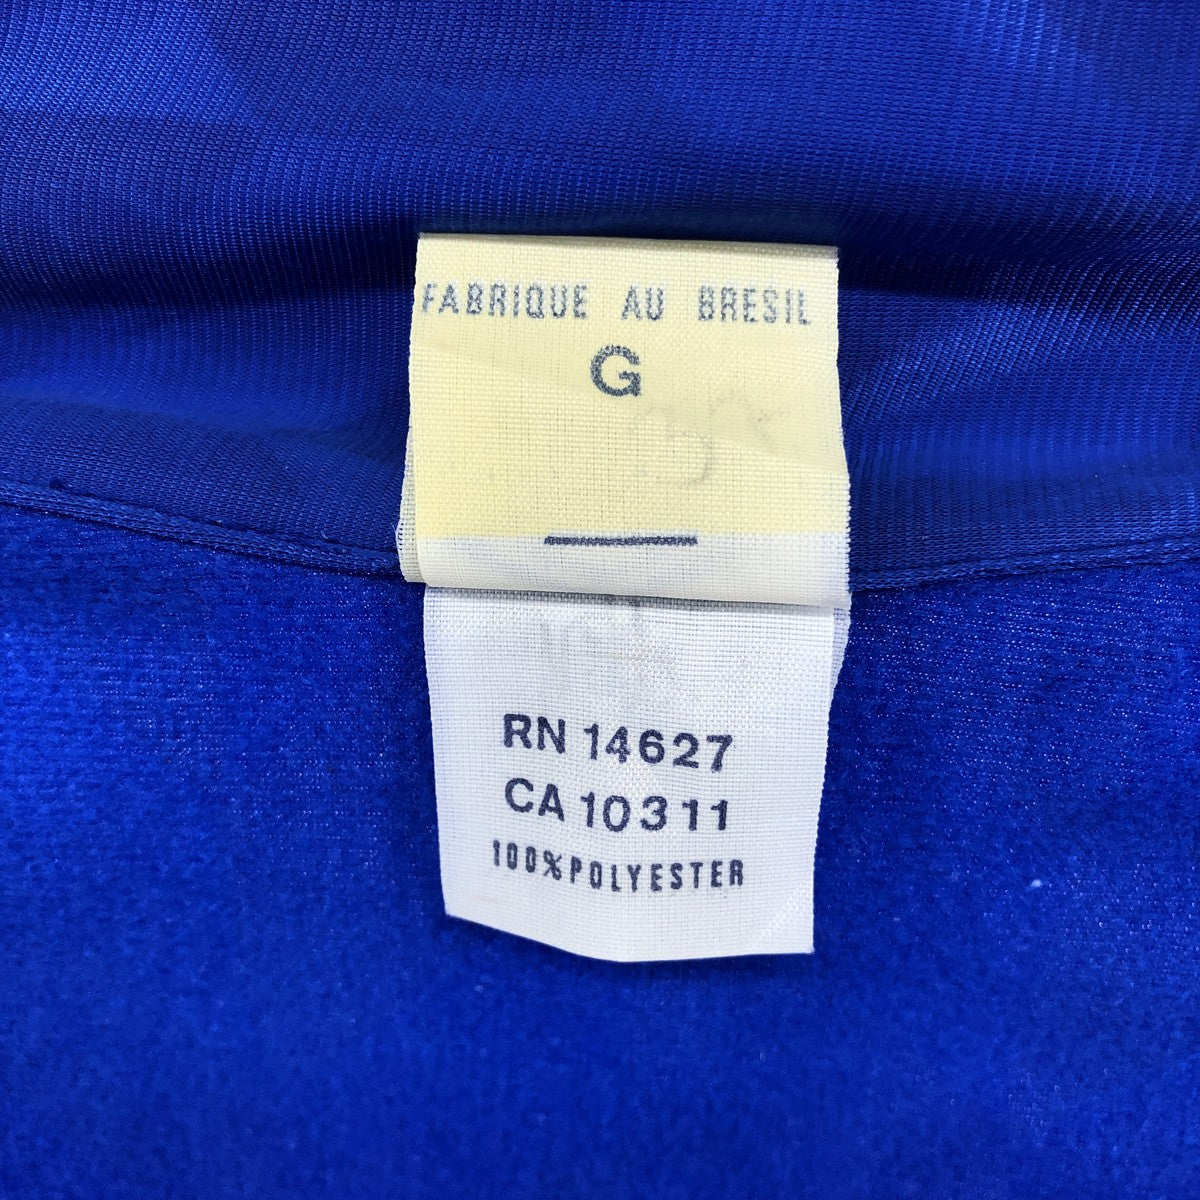 FABRIQUE AU BRESIL
G
RN 14627
CA 10311
100% POLYESTER